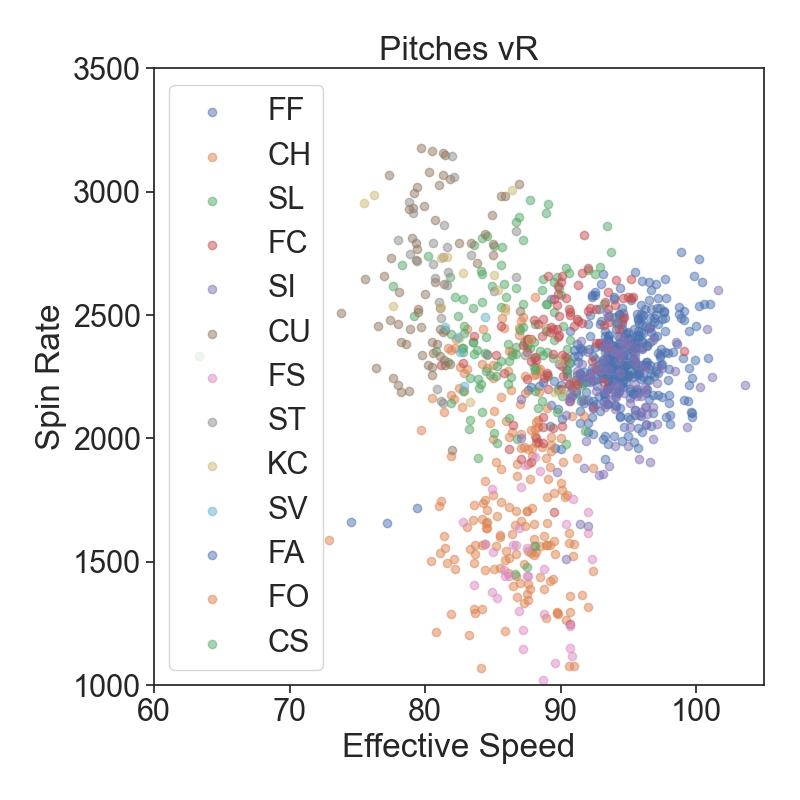 Pitches vR
3500
3000
2500
2000
1500
1000
Spin Rate
FF
CH
SL
FC
SI
CU
FS
ST
KC
SV
FA
FO
CS
60
70
80
90
100
Effective Speed